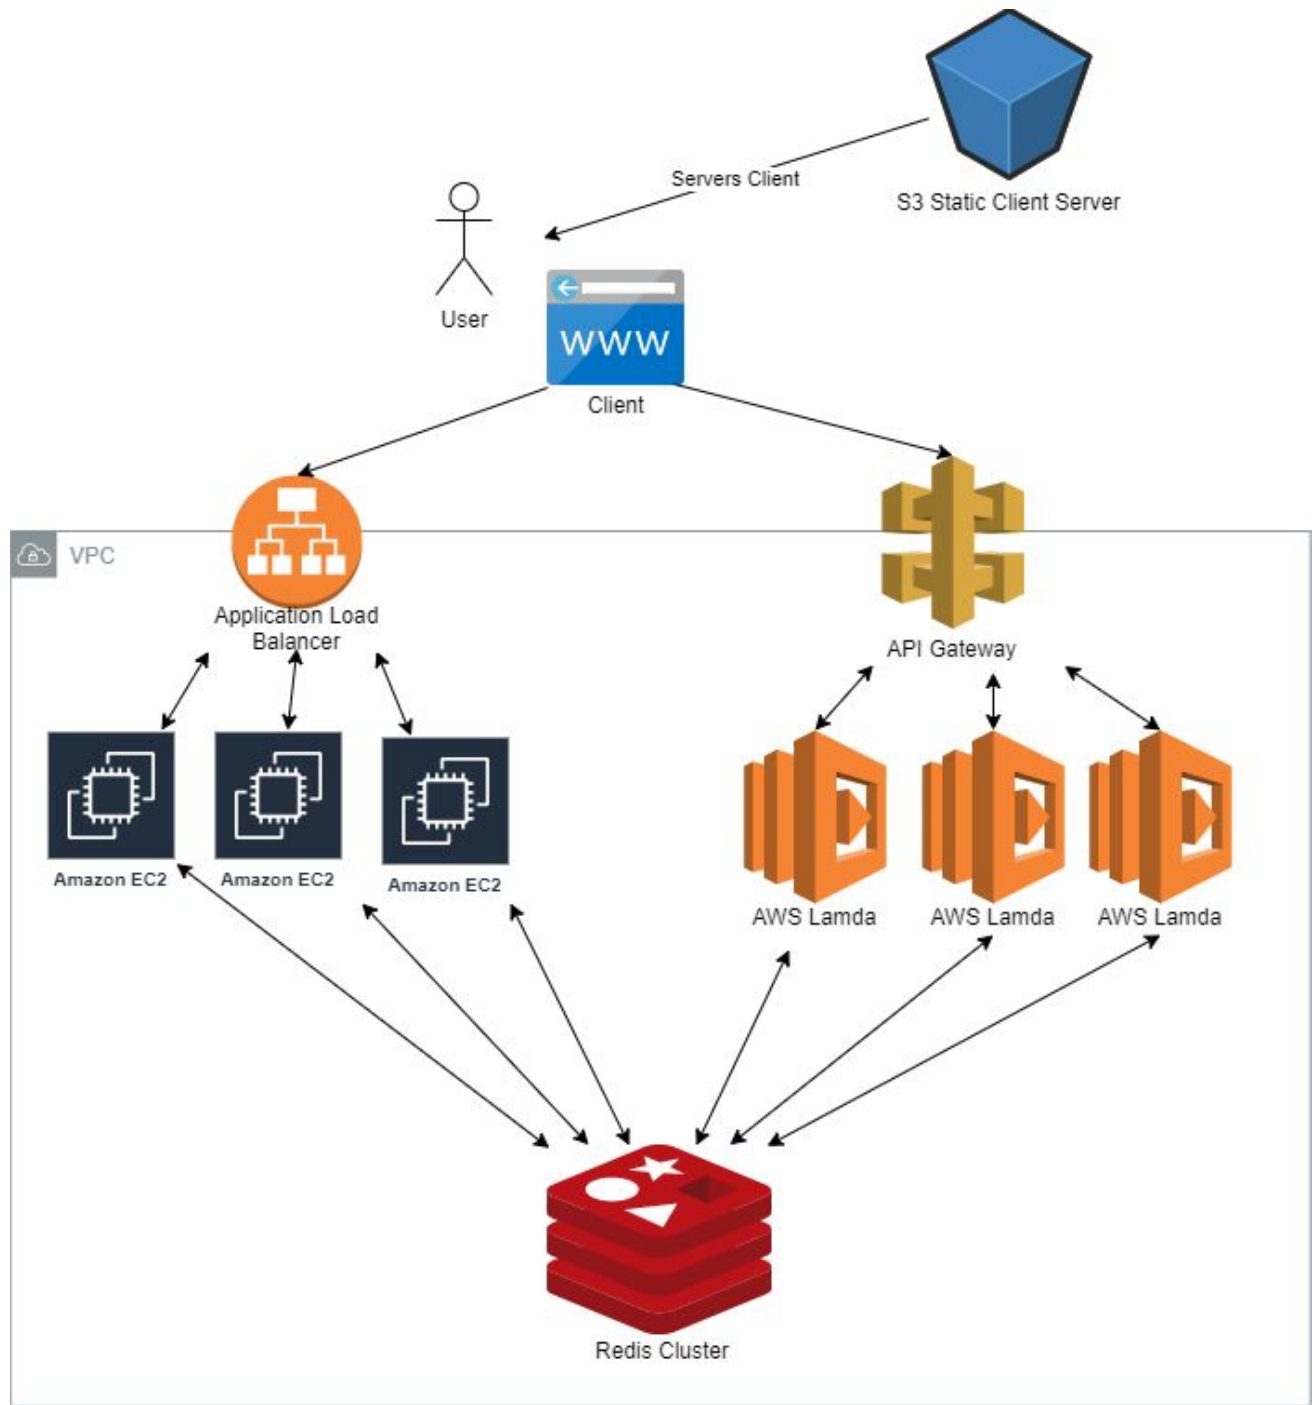 Servers Client
S3 Static Client Server
User
WWW
Client
VPC
Application Load
Balancer
API Gateway
Amazon EC2
Amazon EC2
Amazon EC2
AWS Lamda
AWS Lamda
AWS Lamda
Redis Cluster